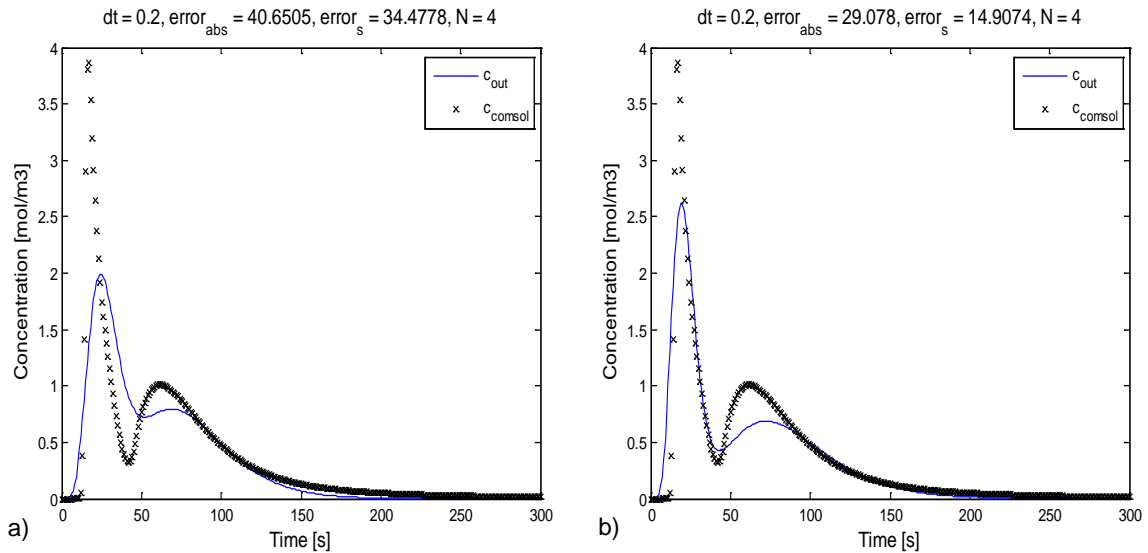 dt = 0.2, error_abs = 40.6505, error_s = 34.4778, N = 4
4
3.5
3
2.5
2
1.5
1
0.5
0
Concentration [mol/m3]
c_out
c_comsol
0 50 100 150 200 250 300
Time [s]
a)
dt = 0.2, error_abs = 29.078, error_s = 14.9074, N = 4
4
3.5
3
2.5
2
1.5
1
0.5
0
Concentration [mol/m3]
c_out
c_comsol
0 50 100 150 200 250 300
Time [s]
b)